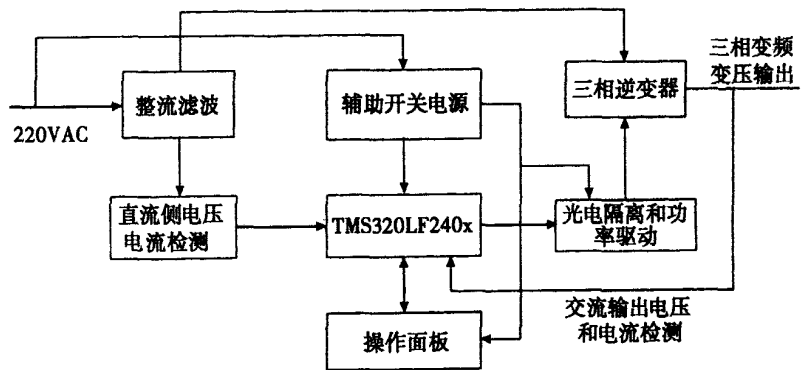 三相变频
变压输出
整流滤波
辅助开关电源
三相逆变器
220VAC
直流侧电压
电流检测
TMS320LF240x
光电隔离和功
率驱动
交流输出电压
和电流检测
操作面板